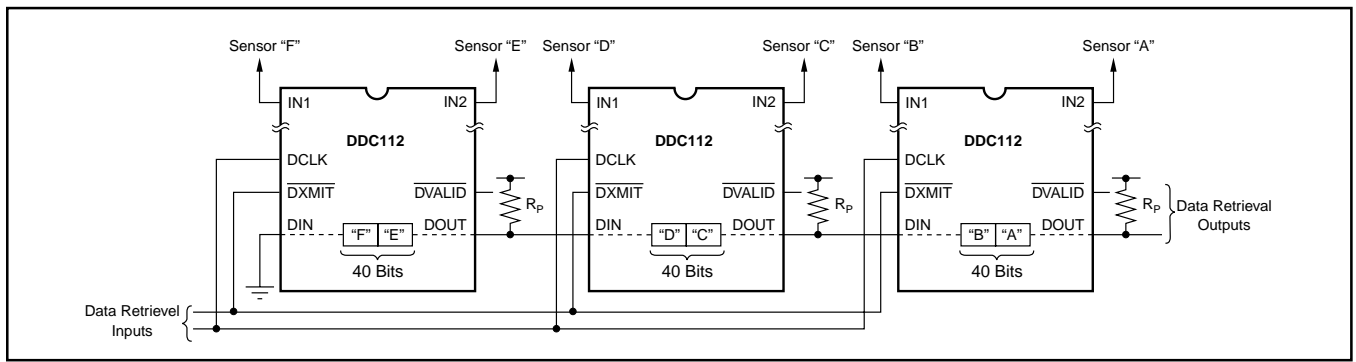 Sensor “F” Sensor “E” Sensor “D” Sensor “C” Sensor “B” Sensor “A”
IN1 IN2 IN1 IN2 IN1 IN2
DDC112 DDC112 DDC112
DCLK DCLK DCLK
DXMIT DVALID RP DXMIT DVALID RP DXMIT DVALID RP
DIN “F” “E” DOUT DIN “D” “C” DOUT DIN “B” “A” DOUT
Data Retrieval
Outputs
40 Bits 40 Bits 40 Bits
Data Retrievel
Inputs